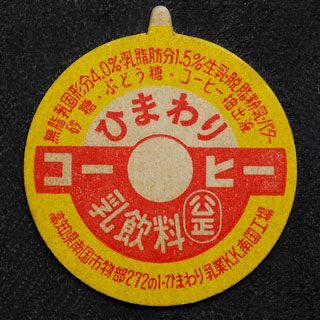 無脂乳固形分4.0%乳脂肪分1.5%生乳脱脂粉乳バター
砂糖・ぶどう糖・コーヒー抽出液
ひまわり
コーヒー
乳飲料 公正
高知県南国市物部272の1・ひまわり乳業K.K.南国工場